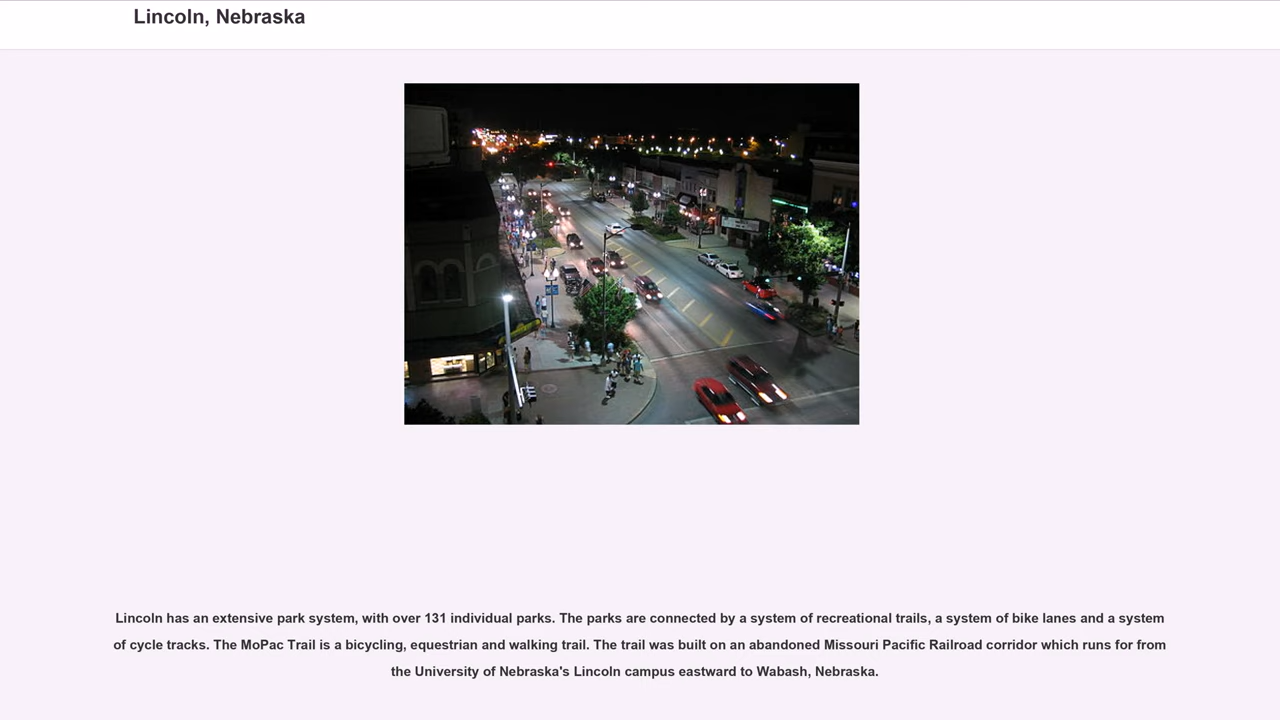 Lincoln, Nebraska
Lincoln has an extensive park system, with over 131 individual parks. The parks are connected by a system of recreational trails, a system of bike lanes and a system
of cycle tracks. The MoPac Trail is a bicycling, equestrian and walking trail. The trail was built on an abandoned Missouri Pacific Railroad corridor which runs for from
the University of Nebraska's Lincoln campus eastward to Wabash, Nebraska.